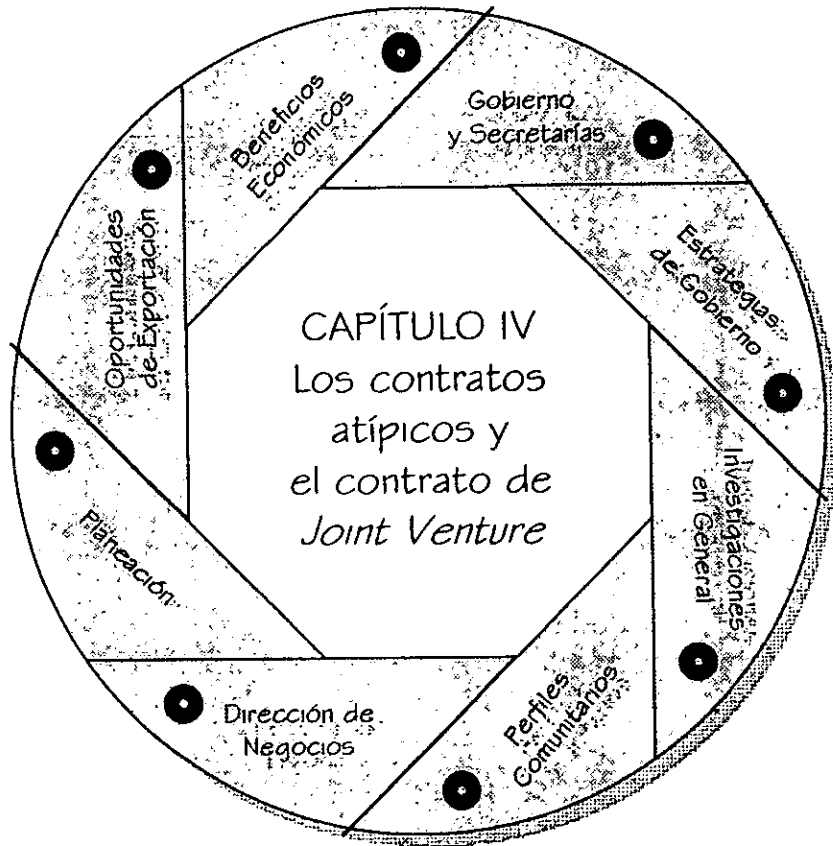 Beneficios
Económicos
Gobierno
y Secretarías
Estrategias
de Gobierno
Investigaciones
en General
Perfiles
Comunitarios
Dirección de
Negocios
Planeación
Oportunidades
de Exportación
CAPÍTULO IV
Los contratos
atípicos y
el contrato de
Joint Venture